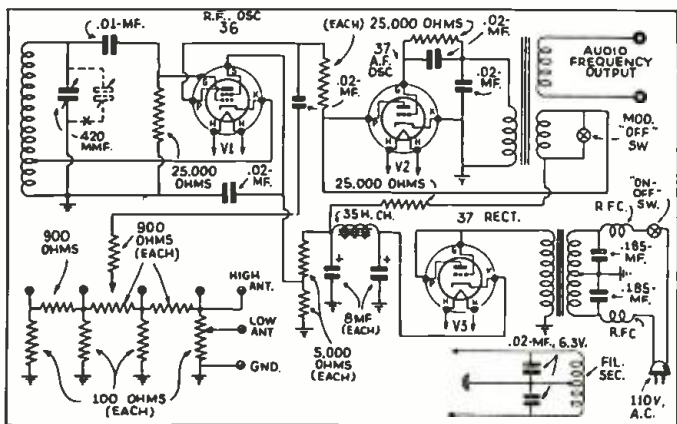 .01-MF.
R.F. OSC
36
(EACH) 25,000 OHMS
.02-
MF.
37
A.F.
OSC
.02-
MF.
.02-
MF.
AUDIO
FREQUENCY
OUTPUT
MOD.
"OFF"
SW
420
MMF.
25,000
OHMS
.02-
MF.
G
S
P
K
H
H
V1
G
P
K
H
H
V2
25,000 OHMS
900
OHMS
900
OHMS
(EACH)
HIGH
ANT.
LOW
ANT
GND.
100 OHMS
(EACH)
35 H. CH.
+
+
8 MF
(EACH)
5,000
OHMS
(EACH)
37 RECT.
G
P
K
H
H
V3
R FC.
"ON-
OFF"
SW.
.185-
MF.
.185-
MF.
R.F.C
.02-MF., 6.3V.
FIL.
SEC.
110V,
A.C.